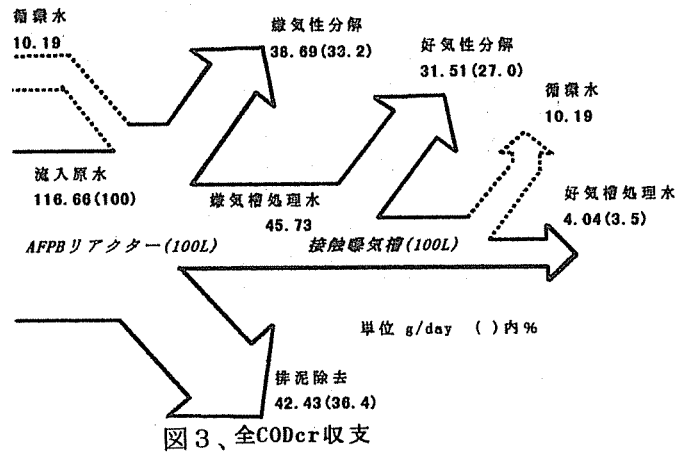 循環水
10.19
嫌気性分解
38.69(33.2)
好気性分解
31.51(27.0)
循環水
10.19
流入原水
116.66(100)
嫌気槽処理水
45.73
好気槽処理水
4.04(3.5)
AFPBリアクター(100L)
接触曝気槽(100L)
単位 g/day ( )内%
排泥除去
42.43(36.4)
図3、全CODcr収支